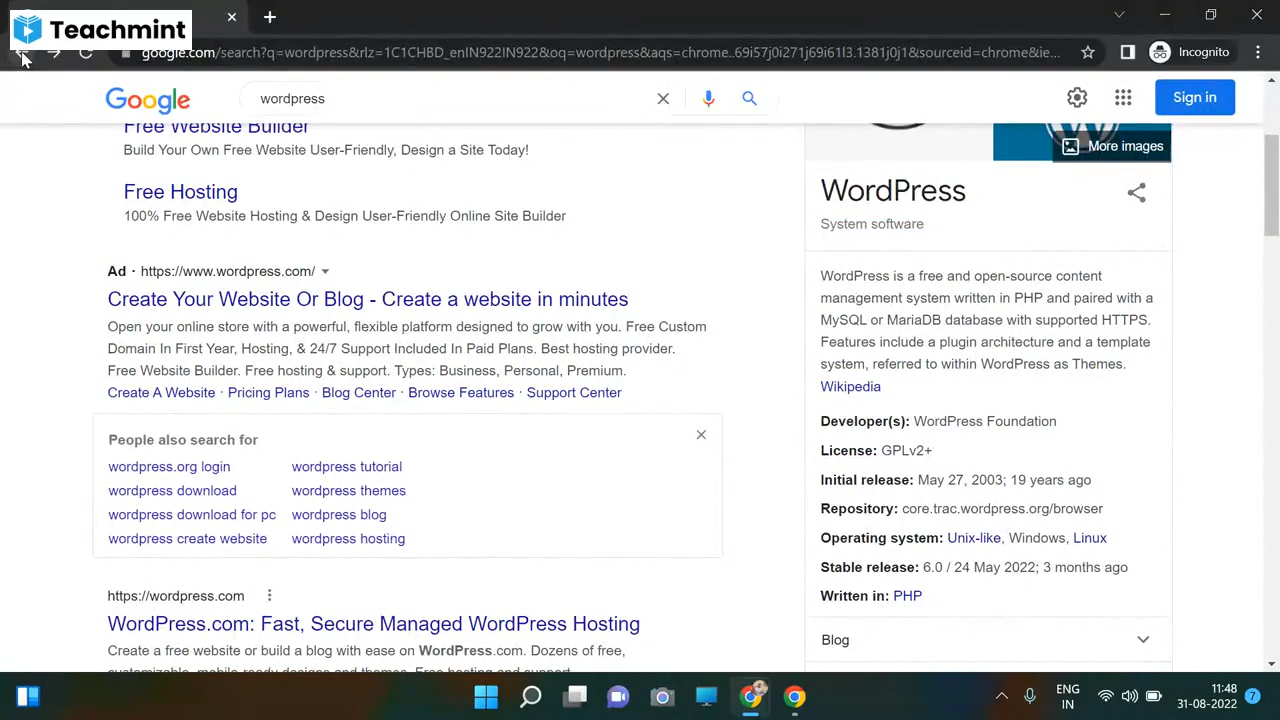 Teachmint
google.com/search?q=wordpress&rlz=1C1CHBD_mIN922IN922&oq=wordpress&aqs=chrome
Incognito
Google
wordpress
Sign in
Free Website Builder
Build Your Own Free Website User-Friendly, Design a Site Today!
Free Hosting
100% Free Website Hosting & Design User-Friendly Online Site Builder
Ad · https://www.wordpress.com/
Create Your Website Or Blog - Create a website in minutes
Open your online store with a powerful, flexible platform designed to grow with you. Free Custom
Domain In First Year, Hosting, & 24/7 Support Included In Paid Plans. Best hosting provider.
Free Website Builder. Free hosting & support. Types: Business, Personal, Premium.
Create A Website · Pricing Plans · Blog Center · Browse Features · Support Center
People also search for
wordpress.org login
wordpress tutorial
wordpress download
wordpress themes
wordpress download for pc
wordpress blog
wordpress create website
wordpress hosting
https://wordpress.com
WordPress.com: Fast, Secure Managed WordPress Hosting
Create a free website or build a blog with ease on WordPress.com. Dozens of free,
customizable, mobile-ready designs and themes. Free hosting and support.
More images
WordPress
System software
WordPress is a free and open-source content
management system written in PHP and paired with a
MySQL or MariaDB database with supported HTTPS.
Features include a plugin architecture and a template
system, referred to within WordPress as Themes.
Wikipedia
Developer(s): WordPress Foundation
License: GPLv2+
Initial release: May 27, 2003; 19 years ago
Repository: core.trac.wordpress.org/browser
Operating system: Unix-like, Windows, Linux
Stable release: 6.0 / 24 May 2022; 3 months ago
Written in: PHP
Blog
ENG
IN
11:48
31-08-2022
7